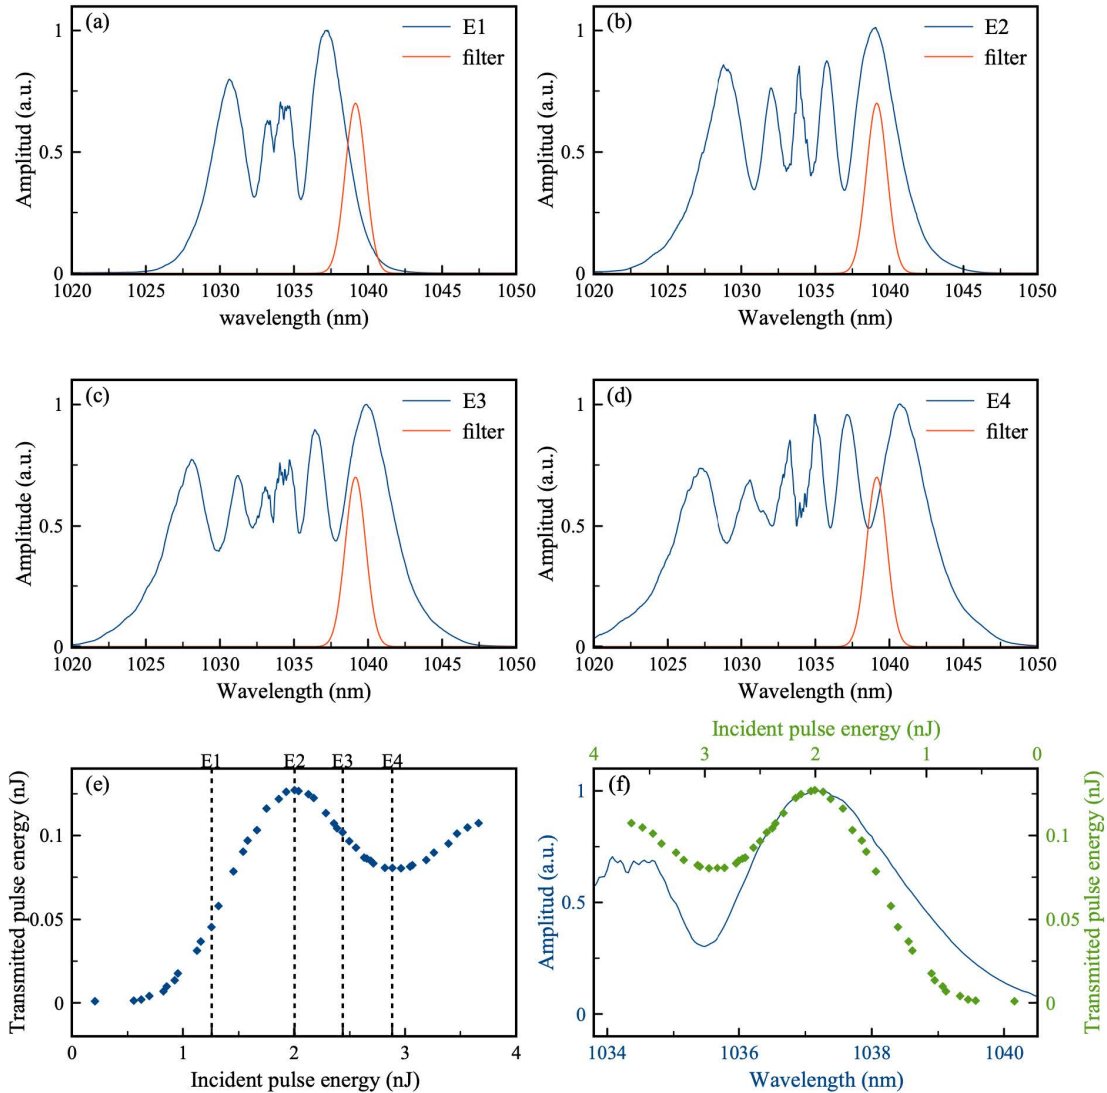 (a)
E1
filter
1
0.5
0
Amplitud (a.u.)
1020 1025 1030 1035 1040 1045 1050
wavelength (nm)
(b)
E2
filter
1
0.5
0
Amplitud (a.u.)
1020 1025 1030 1035 1040 1045 1050
Wavelength (nm)
(c)
E3
filter
1
0.5
0
Amplitude (a.u.)
1020 1025 1030 1035 1040 1045 1050
Wavelength (nm)
(d)
E4
filter
1
0.5
0
Amplitud (a.u.)
1020 1025 1030 1035 1040 1045 1050
Wavelength (nm)
(e)
E1 E2 E3 E4
0.1
0.05
0
Transmitted pulse energy (nJ)
0 1 2 3 4
Incident pulse energy (nJ)
Incident pulse energy (nJ)
4 3 2 1 0
(f)
1
0.5
0
Amplitud (a.u.)
0.1
0.05
0
Transmitted pulse energy (nJ)
1034 1036 1038 1040
Wavelength (nm)